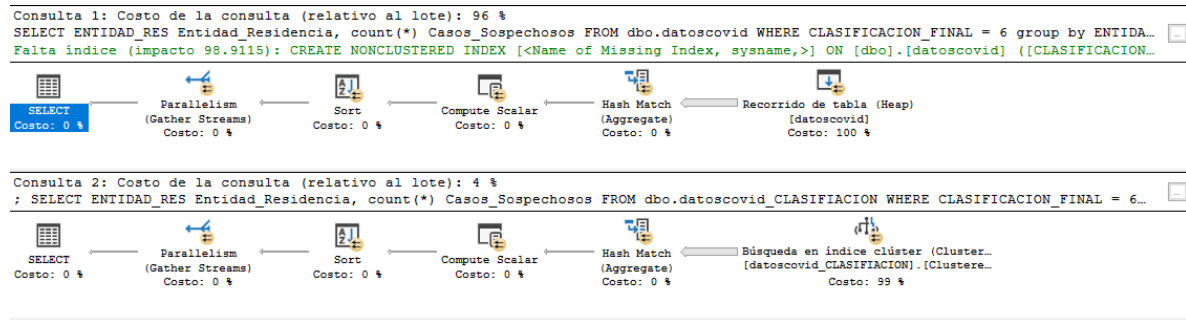 Consulta 1: Costo de la consulta (relativo al lote): 96 %
SELECT ENTIDAD_RES Entidad_Residencia, count(*) Casos_Sospechosos FROM dbo.datoscovid WHERE CLASIFICACION_FINAL = 6 group by ENTIDA…
Falta índice (impacto 98.9115): CREATE NONCLUSTERED INDEX [<Name of Missing Index, sysname,>] ON [dbo].[datoscovid] ([CLASIFICACION…
SELECT
Costo: 0 %
Parallelism
(Gather Streams)
Costo: 0 %
Sort
Costo: 0 %
Compute Scalar
Costo: 0 %
Hash Match
(Aggregate)
Costo: 0 %
Recorrido de tabla (Heap)
[datoscovid]
Costo: 100 %
Consulta 2: Costo de la consulta (relativo al lote): 4 %
; SELECT ENTIDAD_RES Entidad_Residencia, count(*) Casos_Sospechosos FROM dbo.datoscovid_CLASIFIACION WHERE CLASIFICACION_FINAL = 6…
SELECT
Costo: 0 %
Parallelism
(Gather Streams)
Costo: 0 %
Sort
Costo: 0 %
Compute Scalar
Costo: 0 %
Hash Match
(Aggregate)
Costo: 0 %
Búsqueda en índice clúster (Cluster…
[datoscovid_CLASIFIACION].[Clustere…
Costo: 99 %